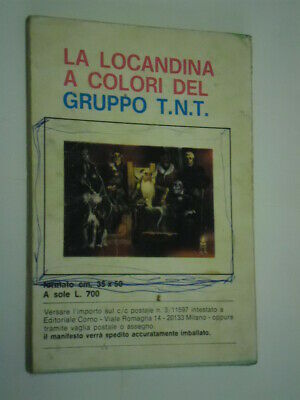 LA LOCANDINA
A COLORI DEL
GRUPPO T.N.T.
formato cm. 35 x 50
A sole L. 700
Versare l'importo sul c/c postale n. 3/11597 intestato a
Editoriale Corno - Viale Romagna 14 - 20133 Milano - oppure
tramite vaglia postale o assegno.
il manifesto verrà spedito accuratamente imballato.